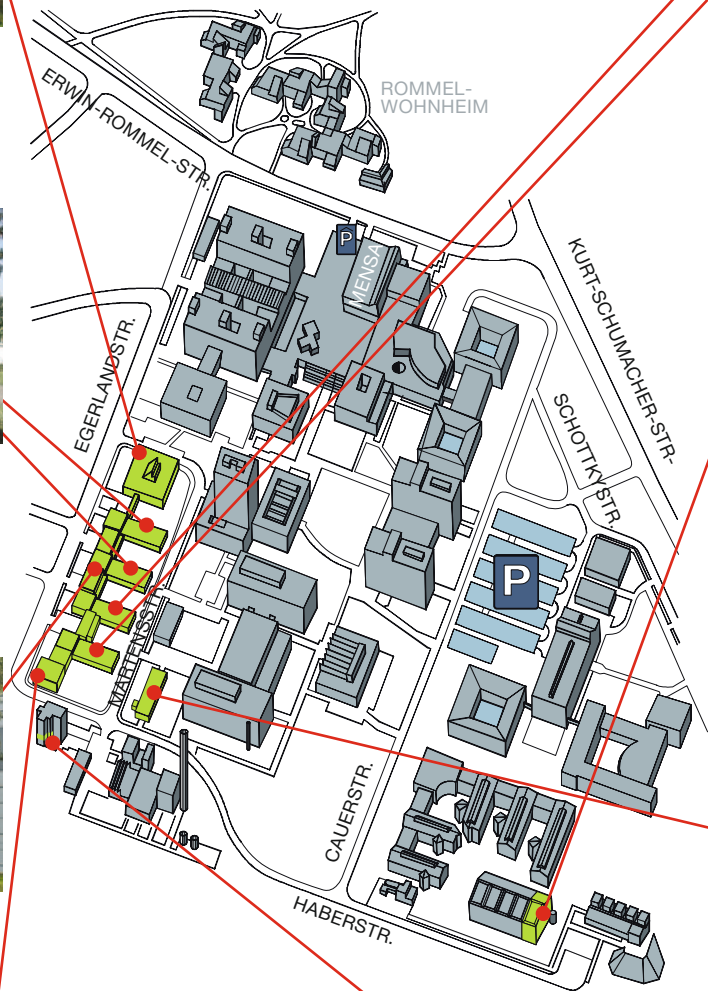 ROMMEL-
WOHNHEIM
ERWIN-ROMMEL-STR.
P
MENSA
KURT-SCHUMACHER-STR-
EGERLANDSTR.
SCHOTTKYSTR.
P
MARTENSSTR.
CAUERSTR.
HABERSTR.